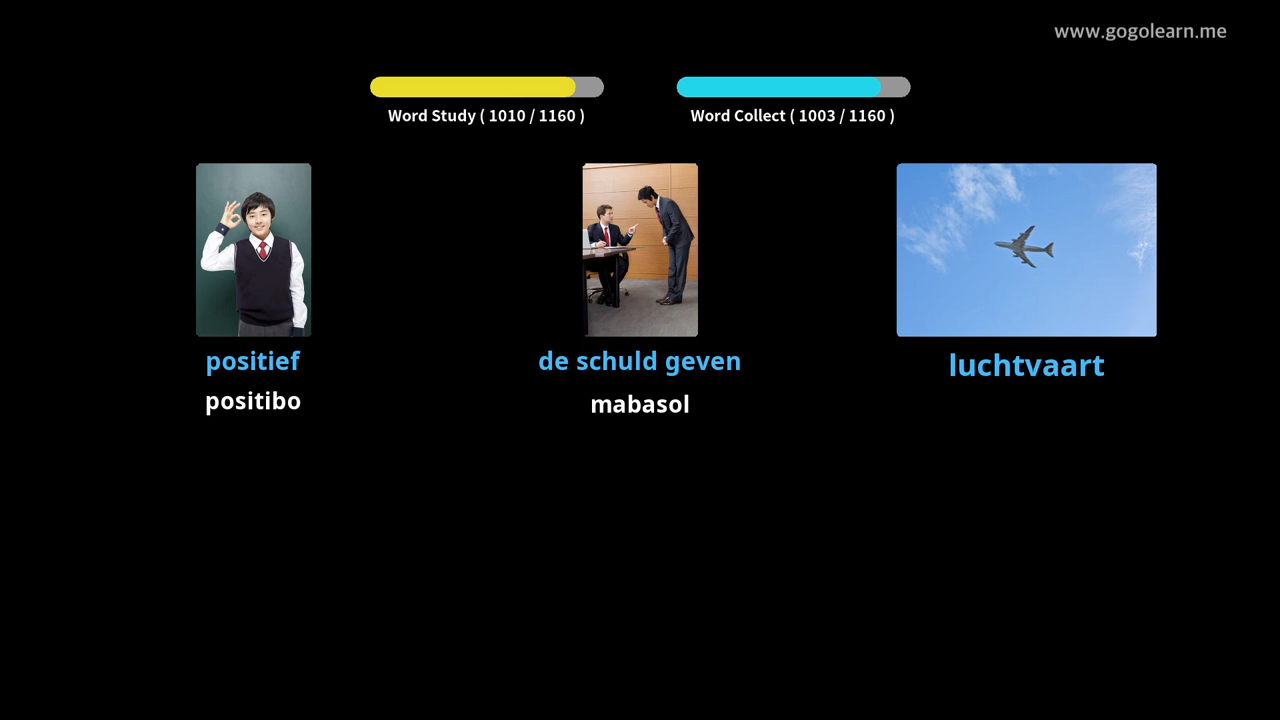 www.gogolearn.me
Word Study ( 1010 / 1160 )
Word Collect ( 1003 / 1160 )
positief
positibo
de schuld geven
mabasol
luchtvaart